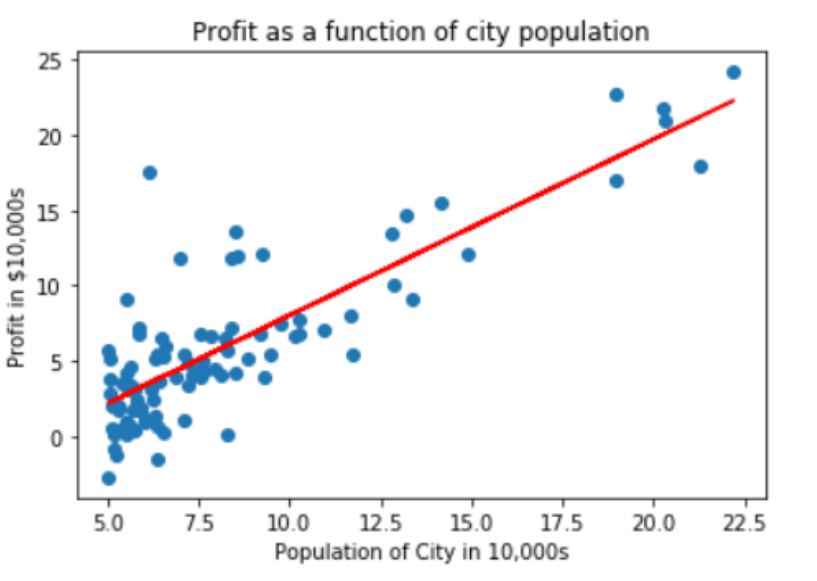 Profit as a function of city population
25
20
15
10
5
0
Profit in $10,000s
5.0 7.5 10.0 12.5 15.0 17.5 20.0 22.5
Population of City in 10,000s